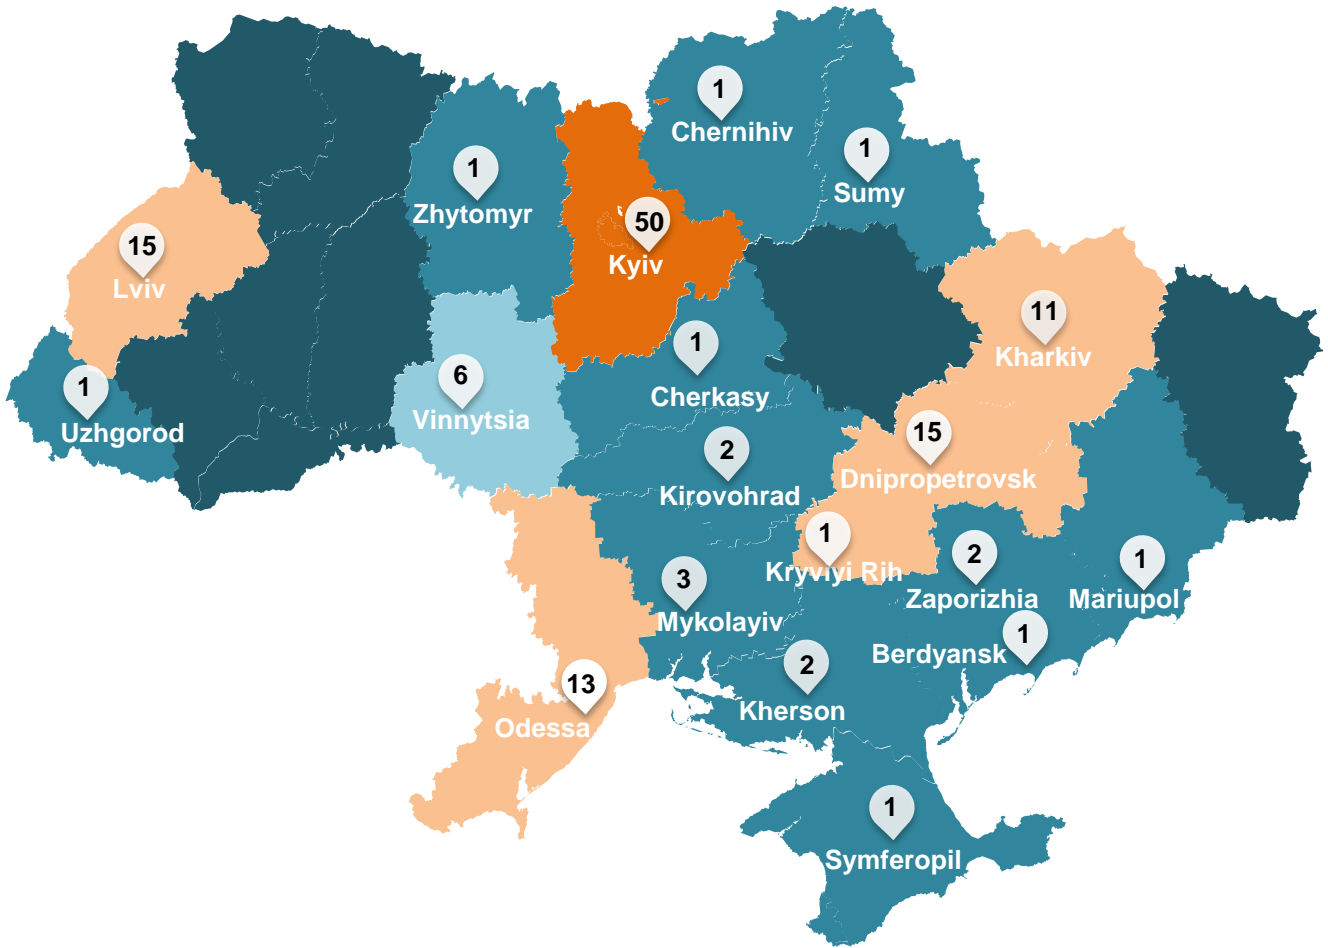 1
Chernihiv
1
Sumy
1
Zhytomyr
50
Kyiv
15
Lviv
11
Kharkiv
1
Cherkasy
6
Vinnytsia
1
Uzhgorod
15
Dnipropetrovsk
2
Kirovohrad
1
Kryviyi Rih
2
Zaporizhia
1
Mariupol
3
Mykolayiv
1
Berdyansk
2
Kherson
13
Odessa
1
Symferopil